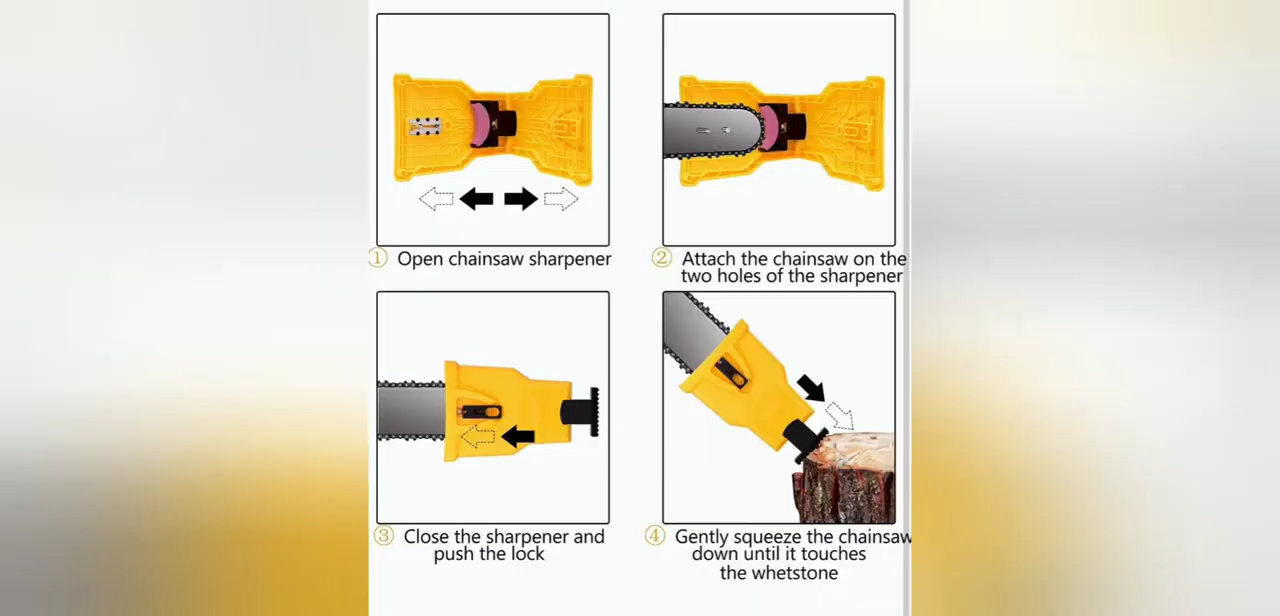 ① Open chainsaw sharpener
② Attach the chainsaw on the
two holes of the sharpener
③ Close the sharpener and
push the lock
④ Gently squeeze the chainsaw
down until it touches
the whetstone